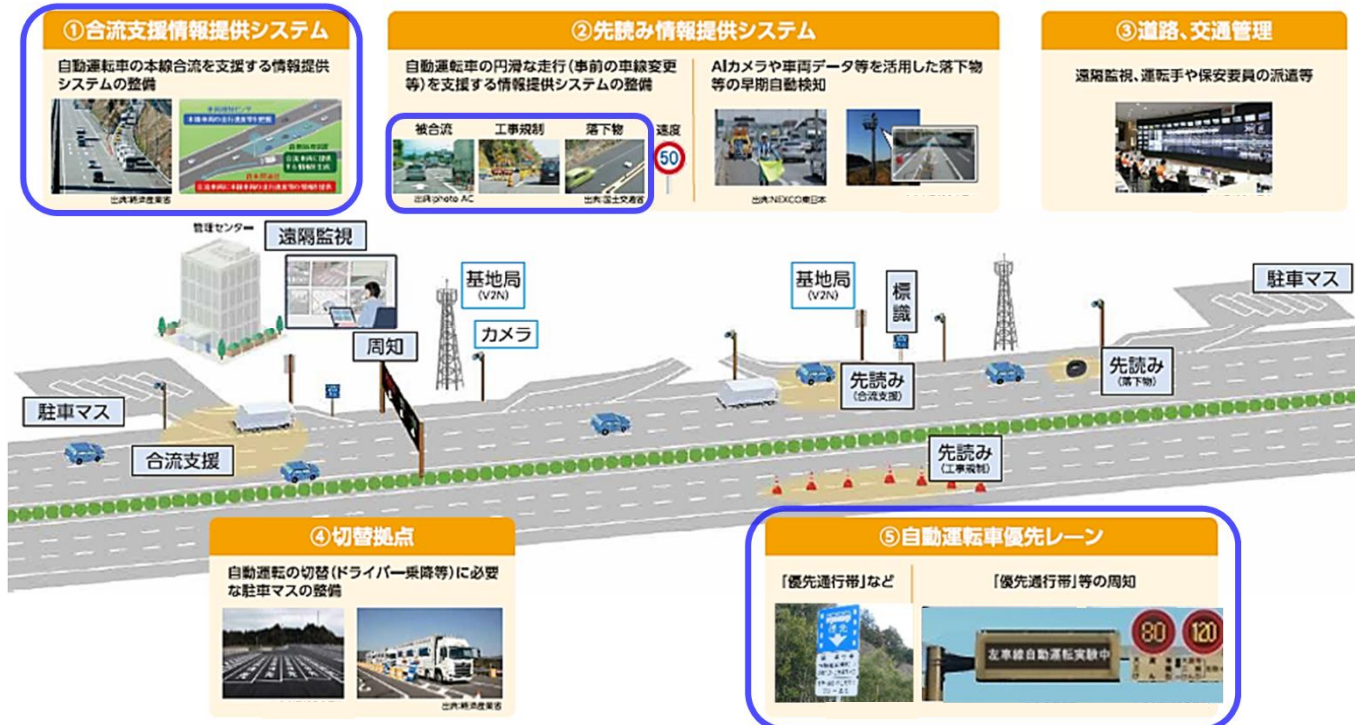 ①合流支援情報提供システム
自動運転車の本線合流を支援する情報提供
システムの整備
出典:経済産業省
②先読み情報提供システム
自動運転車の円滑な走行(事前の車線変更
等)を支援する情報提供システムの整備
被合流
工事規制
落下物
速度
50
出典:photo AC
出典:国土交通省
AIカメラや車両データ等を活用した落下物
等の早期自動検知
出典:NEXCO東日本
③道路、交通管理
遠隔監視、運転手や保安要員の派遣等
管理センター
遠隔監視
周知
基地局
(V2N)
カメラ
基地局
(V2N)
標識
駐車マス
駐車マス
合流支援
先読み
(合流支援)
先読み
(落下物)
先読み
(工事規制)
④切替拠点
自動運転の切替(ドライバー乗降等)に必要
な駐車マスの整備
出典:経済産業省
⑤自動運転車優先レーン
「優先通行帯」など
「優先通行帯」等の周知
優先
左車線自動運転実験中
80
120